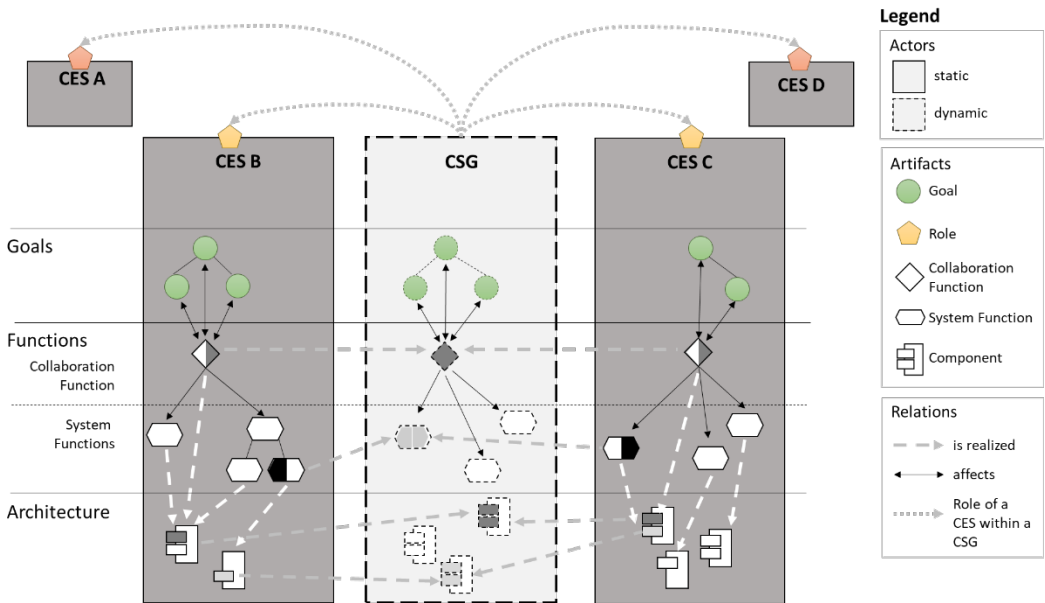 Legend
Actors
static
dynamic
Artifacts
Goal
Role
Collaboration
Function
System Function
Component
Relations
is realized
affects
Role of a
CES within a
CSG
CES A
CES D
CES B
CSG
CES C
Goals
Functions
Collaboration
Function
System
Functions
Architecture